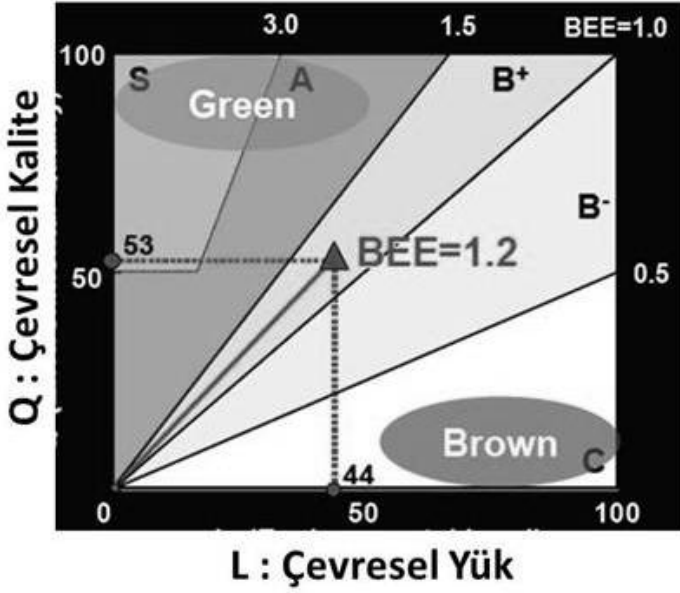 3.0 1.5 BEE=1.0
100
S A B+
Green
B-
53
BEE=1.2
50
0.5
Brown
C
44
0 50 100
Q : Çevresel Kalite
L : Çevresel Yük